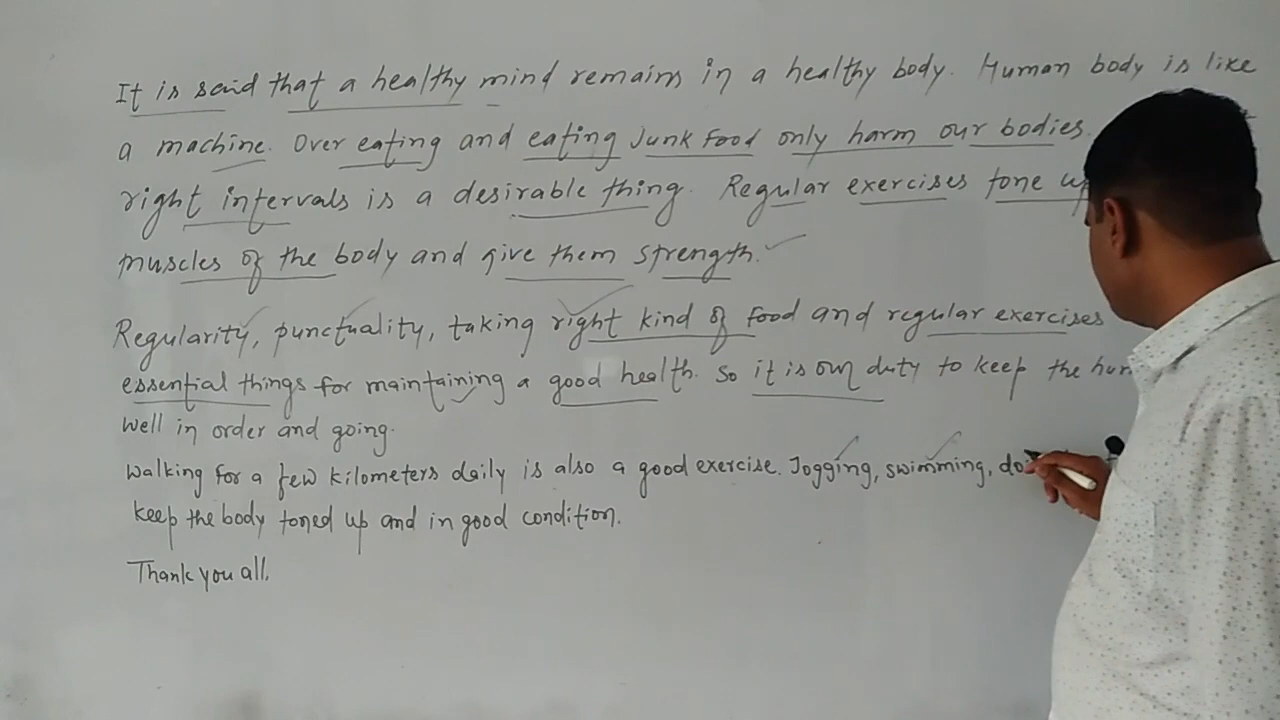 It is said that a healthy mind remains in a healthy body. Human body is like
a machine. Over eating and eating junk food only harm our bodies.
right intervals is a desirable thing. Regular exercises tone up
muscles of the body and give them strength.
Regularity, punctuality, taking right kind of food and regular exercises
essential things for maintaining a good health. So it is our duty to keep the
well in order and going.
Walking for a few kilometers daily is also a good exercise. Jogging, swimming,
keep the body toned up and in good condition.
Thank you all.